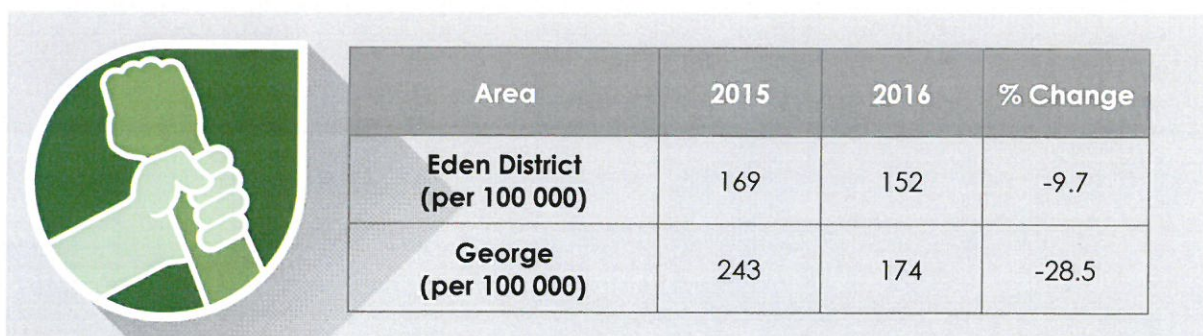 Area 2015 2016 % Change
Eden District
(per 100 000) 169 152 -9.7
George
(per 100 000) 243 174 -28.5